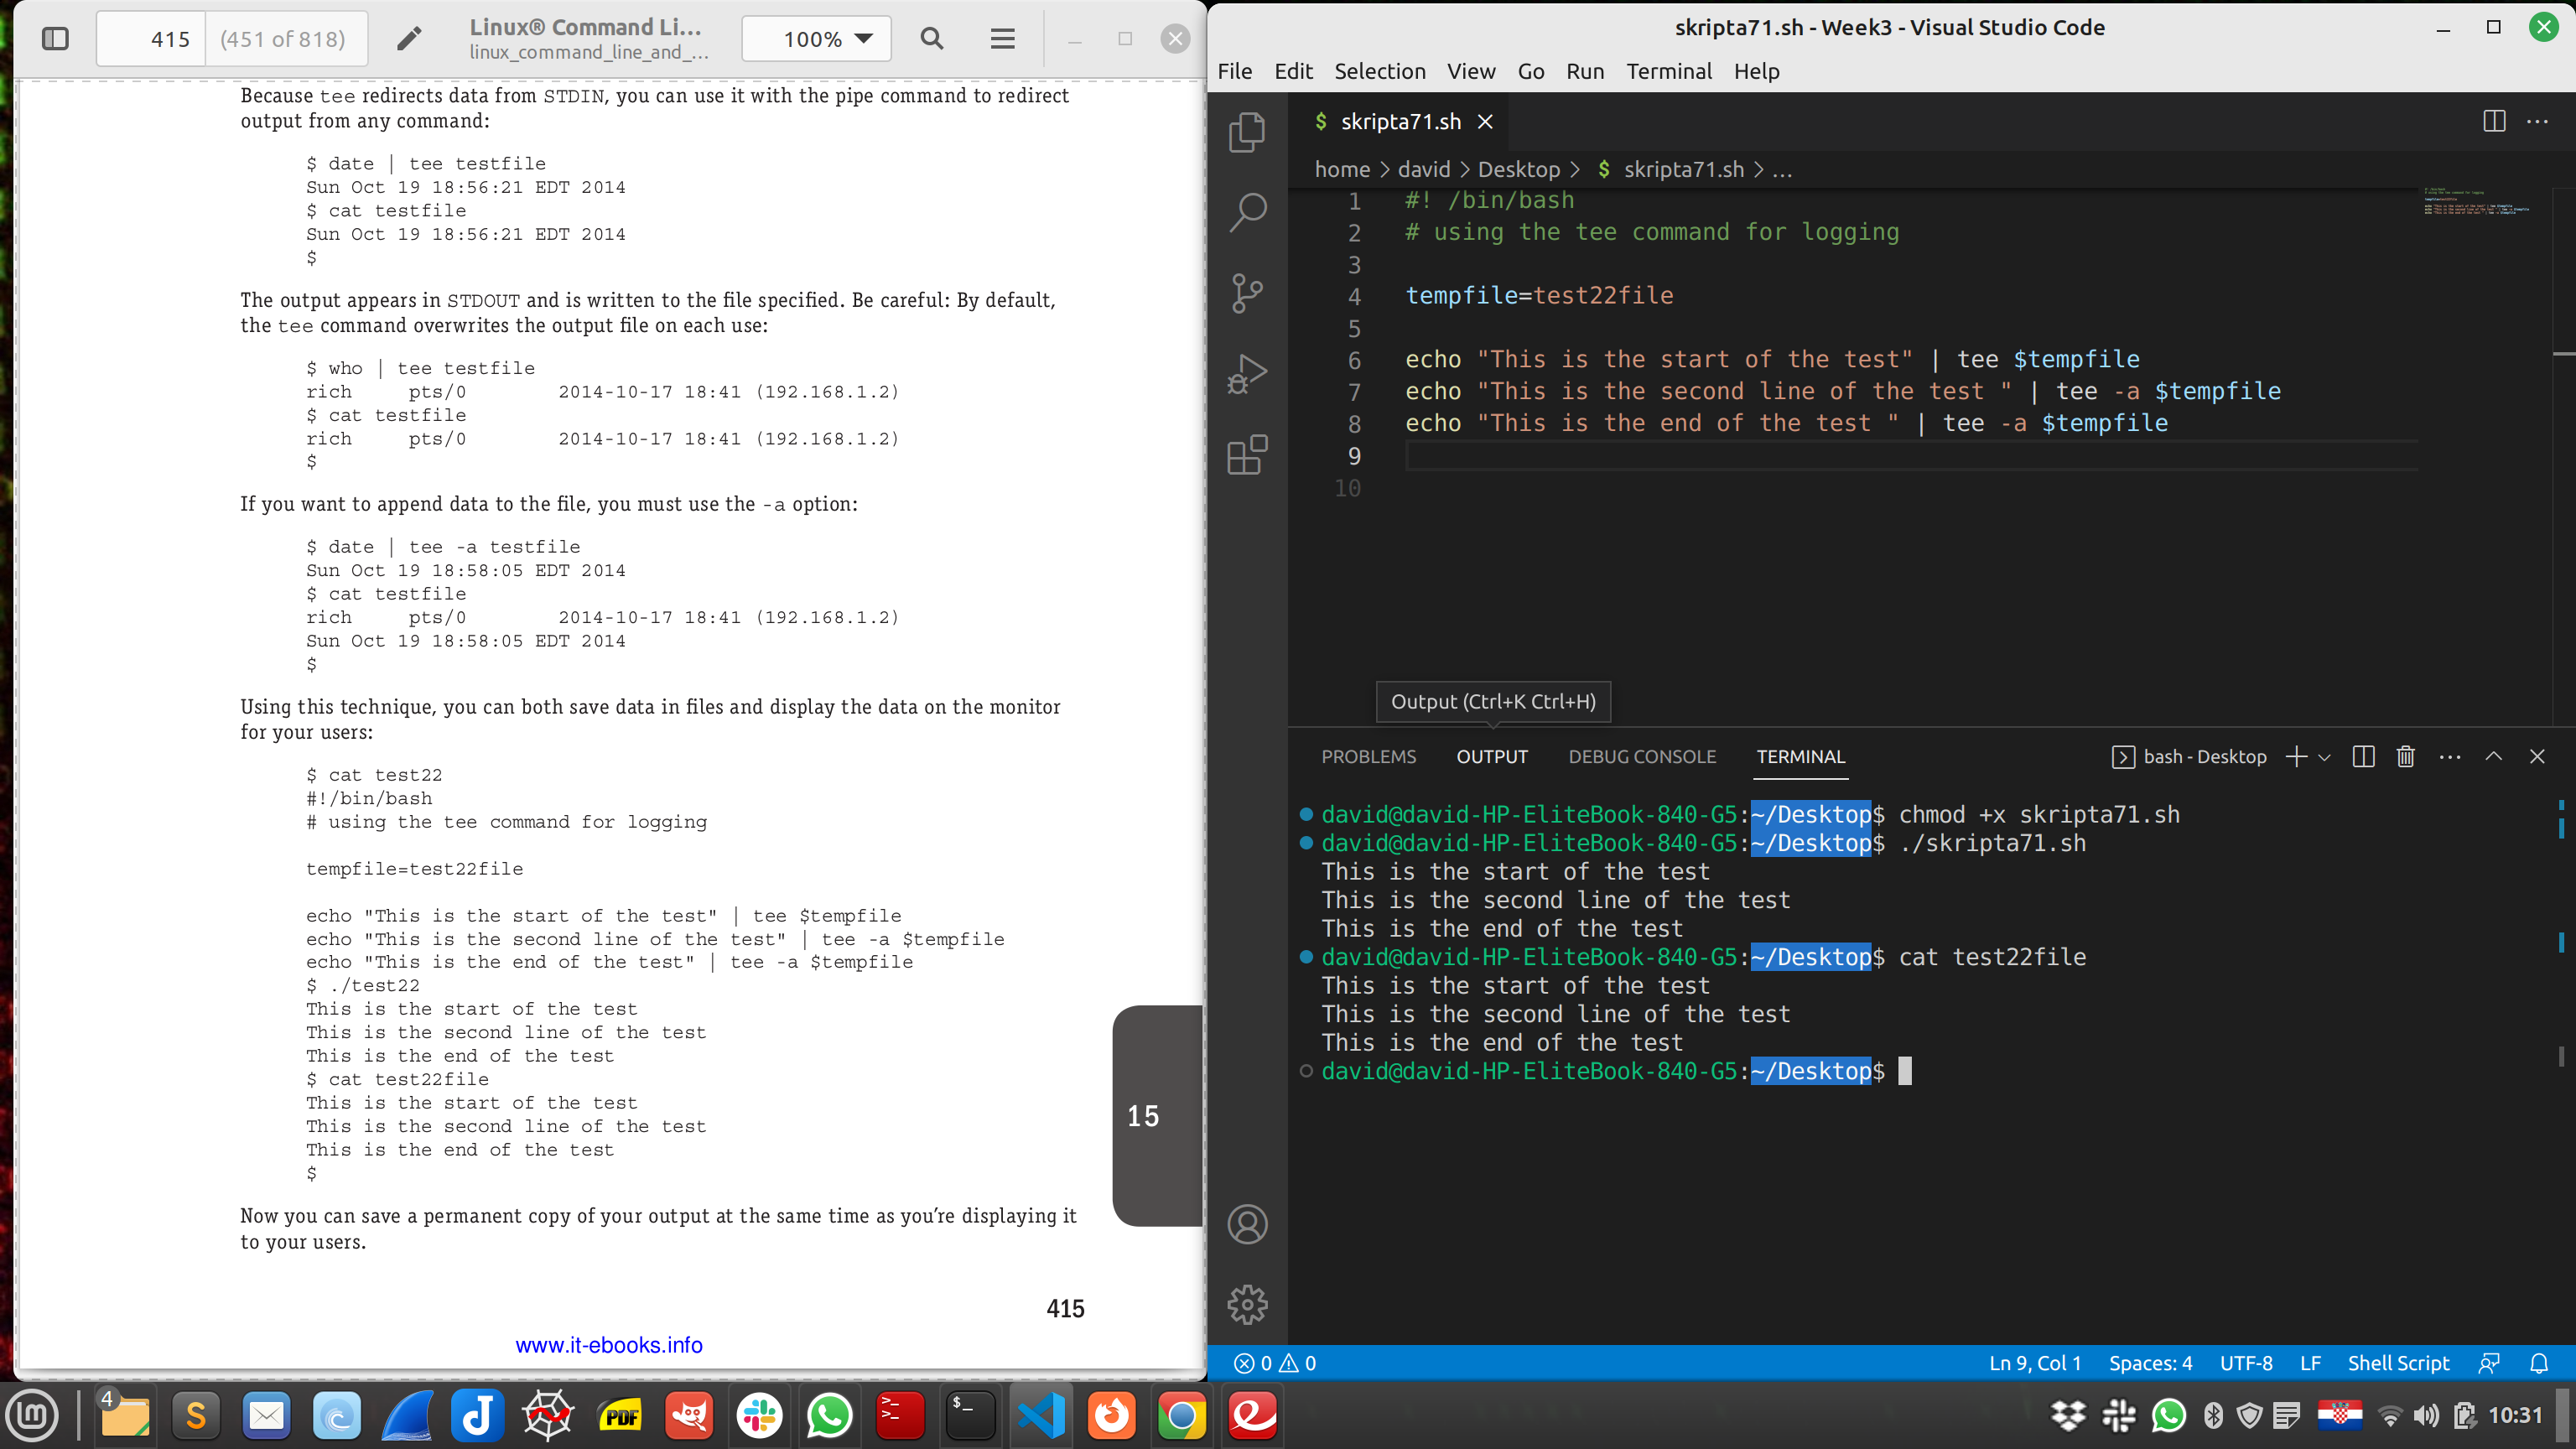 415 (451 of 818)
Linux® Command Li...
linux_command_line_and_...
100%
Because tee redirects data from STDIN, you can use it with the pipe command to redirect
output from any command:
$ date | tee testfile
Sun Oct 19 18:56:21 EDT 2014
$ cat testfile
Sun Oct 19 18:56:21 EDT 2014
$
The output appears in STDOUT and is written to the file specified. Be careful: By default,
the tee command overwrites the output file on each use:
$ who | tee testfile
rich     pts/0        2014-10-17 18:41 (192.168.1.2)
$ cat testfile
rich     pts/0        2014-10-17 18:41 (192.168.1.2)
$
If you want to append data to the file, you must use the -a option:
$ date | tee -a testfile
Sun Oct 19 18:58:05 EDT 2014
$ cat testfile
rich     pts/0        2014-10-17 18:41 (192.168.1.2)
Sun Oct 19 18:58:05 EDT 2014
$
Using this technique, you can both save data in files and display the data on the monitor
for your users:
$ cat test22
#!/bin/bash
# using the tee command for logging
tempfile=test22file
echo "This is the start of the test" | tee $tempfile
echo "This is the second line of the test" | tee -a $tempfile
echo "This is the end of the test" | tee -a $tempfile
$ ./test22
This is the start of the test
This is the second line of the test
This is the end of the test
$ cat test22file
This is the start of the test
This is the second line of the test
This is the end of the test
$
15
Now you can save a permanent copy of your output at the same time as you’re displaying it
to your users.
415
www.it-ebooks.info
skripta71.sh - Week3 - Visual Studio Code
File Edit Selection View Go Run Terminal Help
$ skripta71.sh
home > david > Desktop > $ skripta71.sh > ...
1 #! /bin/bash
2 # using the tee command for logging
3
4 tempfile=test22file
5
6 echo "This is the start of the test" | tee $tempfile
7 echo "This is the second line of the test " | tee -a $tempfile
8 echo "This is the end of the test " | tee -a $tempfile
9
10
Output (Ctrl+K Ctrl+H)
PROBLEMS OUTPUT DEBUG CONSOLE TERMINAL bash - Desktop
david@david-HP-EliteBook-840-G5:~/Desktop$ chmod +x skripta71.sh
david@david-HP-EliteBook-840-G5:~/Desktop$ ./skripta71.sh
This is the start of the test
This is the second line of the test
This is the end of the test
david@david-HP-EliteBook-840-G5:~/Desktop$ cat test22file
This is the start of the test
This is the second line of the test
This is the end of the test
david@david-HP-EliteBook-840-G5:~/Desktop$
0 0 Ln 9, Col 1 Spaces: 4 UTF-8 LF Shell Script
4 S PDF $_ 10:31